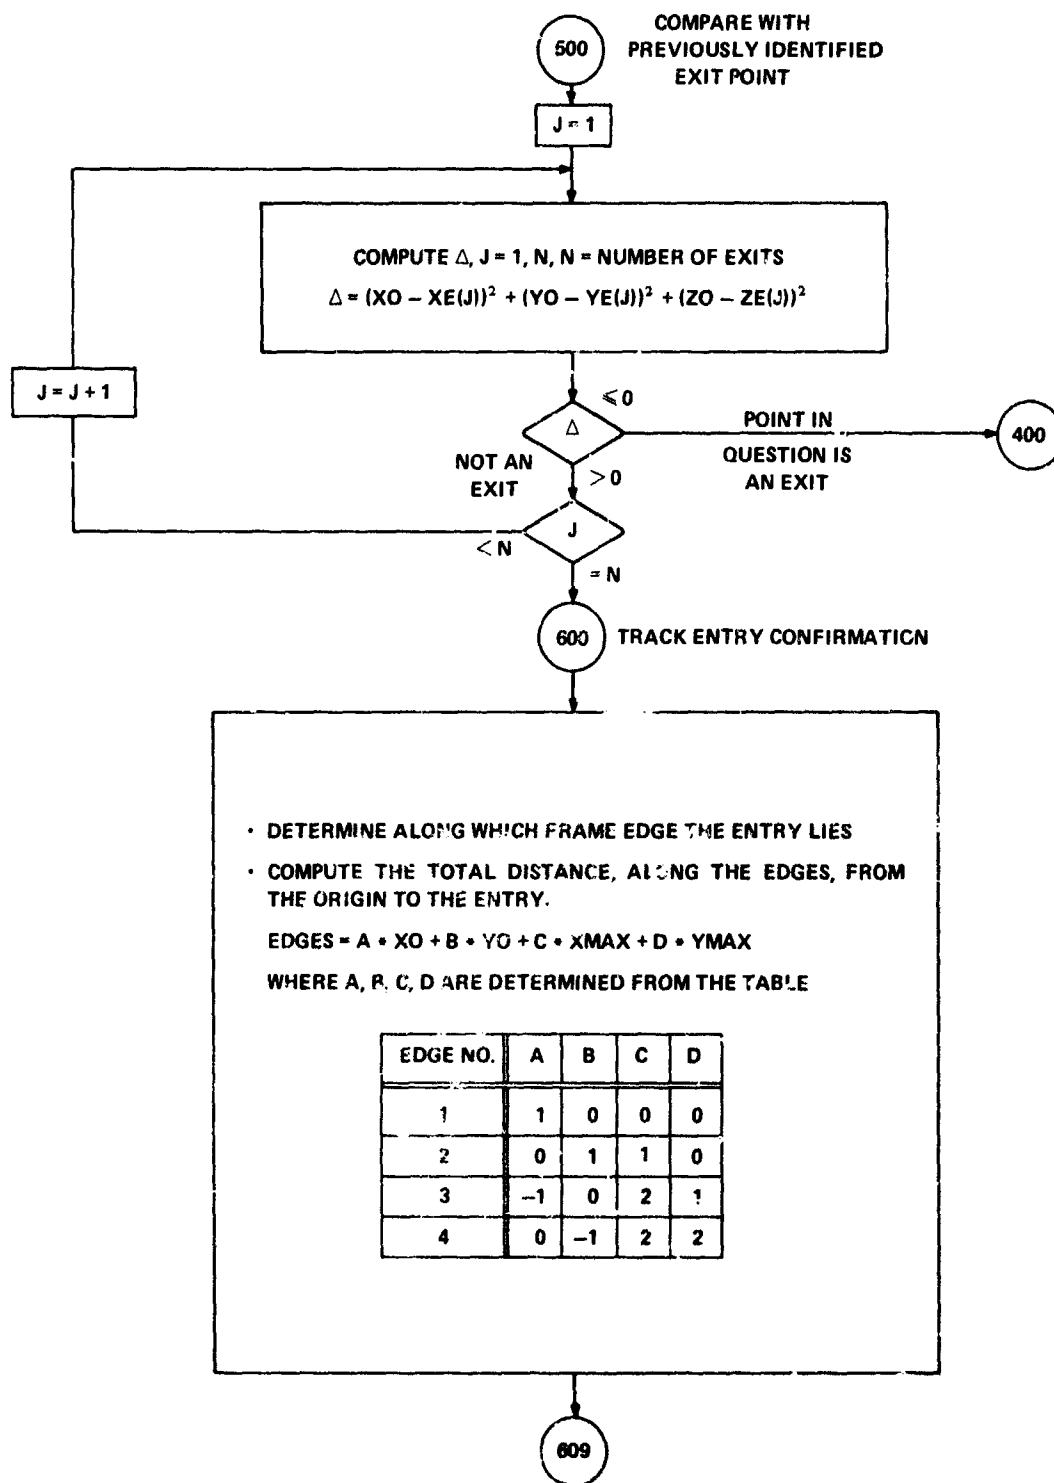 500
COMPARE WITH
PREVIOUSLY IDENTIFIED
EXIT POINT
J = 1
COMPUTE Δ, J = 1, N, N = NUMBER OF EXITS
Δ = (XO – XE(J))² + (YO – YE(J))² + (ZO – ZE(J))²
J = J + 1
⩽ 0
Δ
POINT IN
QUESTION IS
AN EXIT
400
NOT AN
EXIT
> 0
J
< N
= N
600
TRACK ENTRY CONFIRMATION
· DETERMINE ALONG WHICH FRAME EDGE THE ENTRY LIES
· COMPUTE THE TOTAL DISTANCE, ALONG THE EDGES, FROM
THE ORIGIN TO THE ENTRY.
EDGES = A * XO + B * YO + C * XMAX + D * YMAX
WHERE A, B, C, D ARE DETERMINED FROM THE TABLE
EDGE NO. A B C D
1 1 0 0 0
2 0 1 1 0
3 –1 0 2 1
4 0 –1 2 2
609